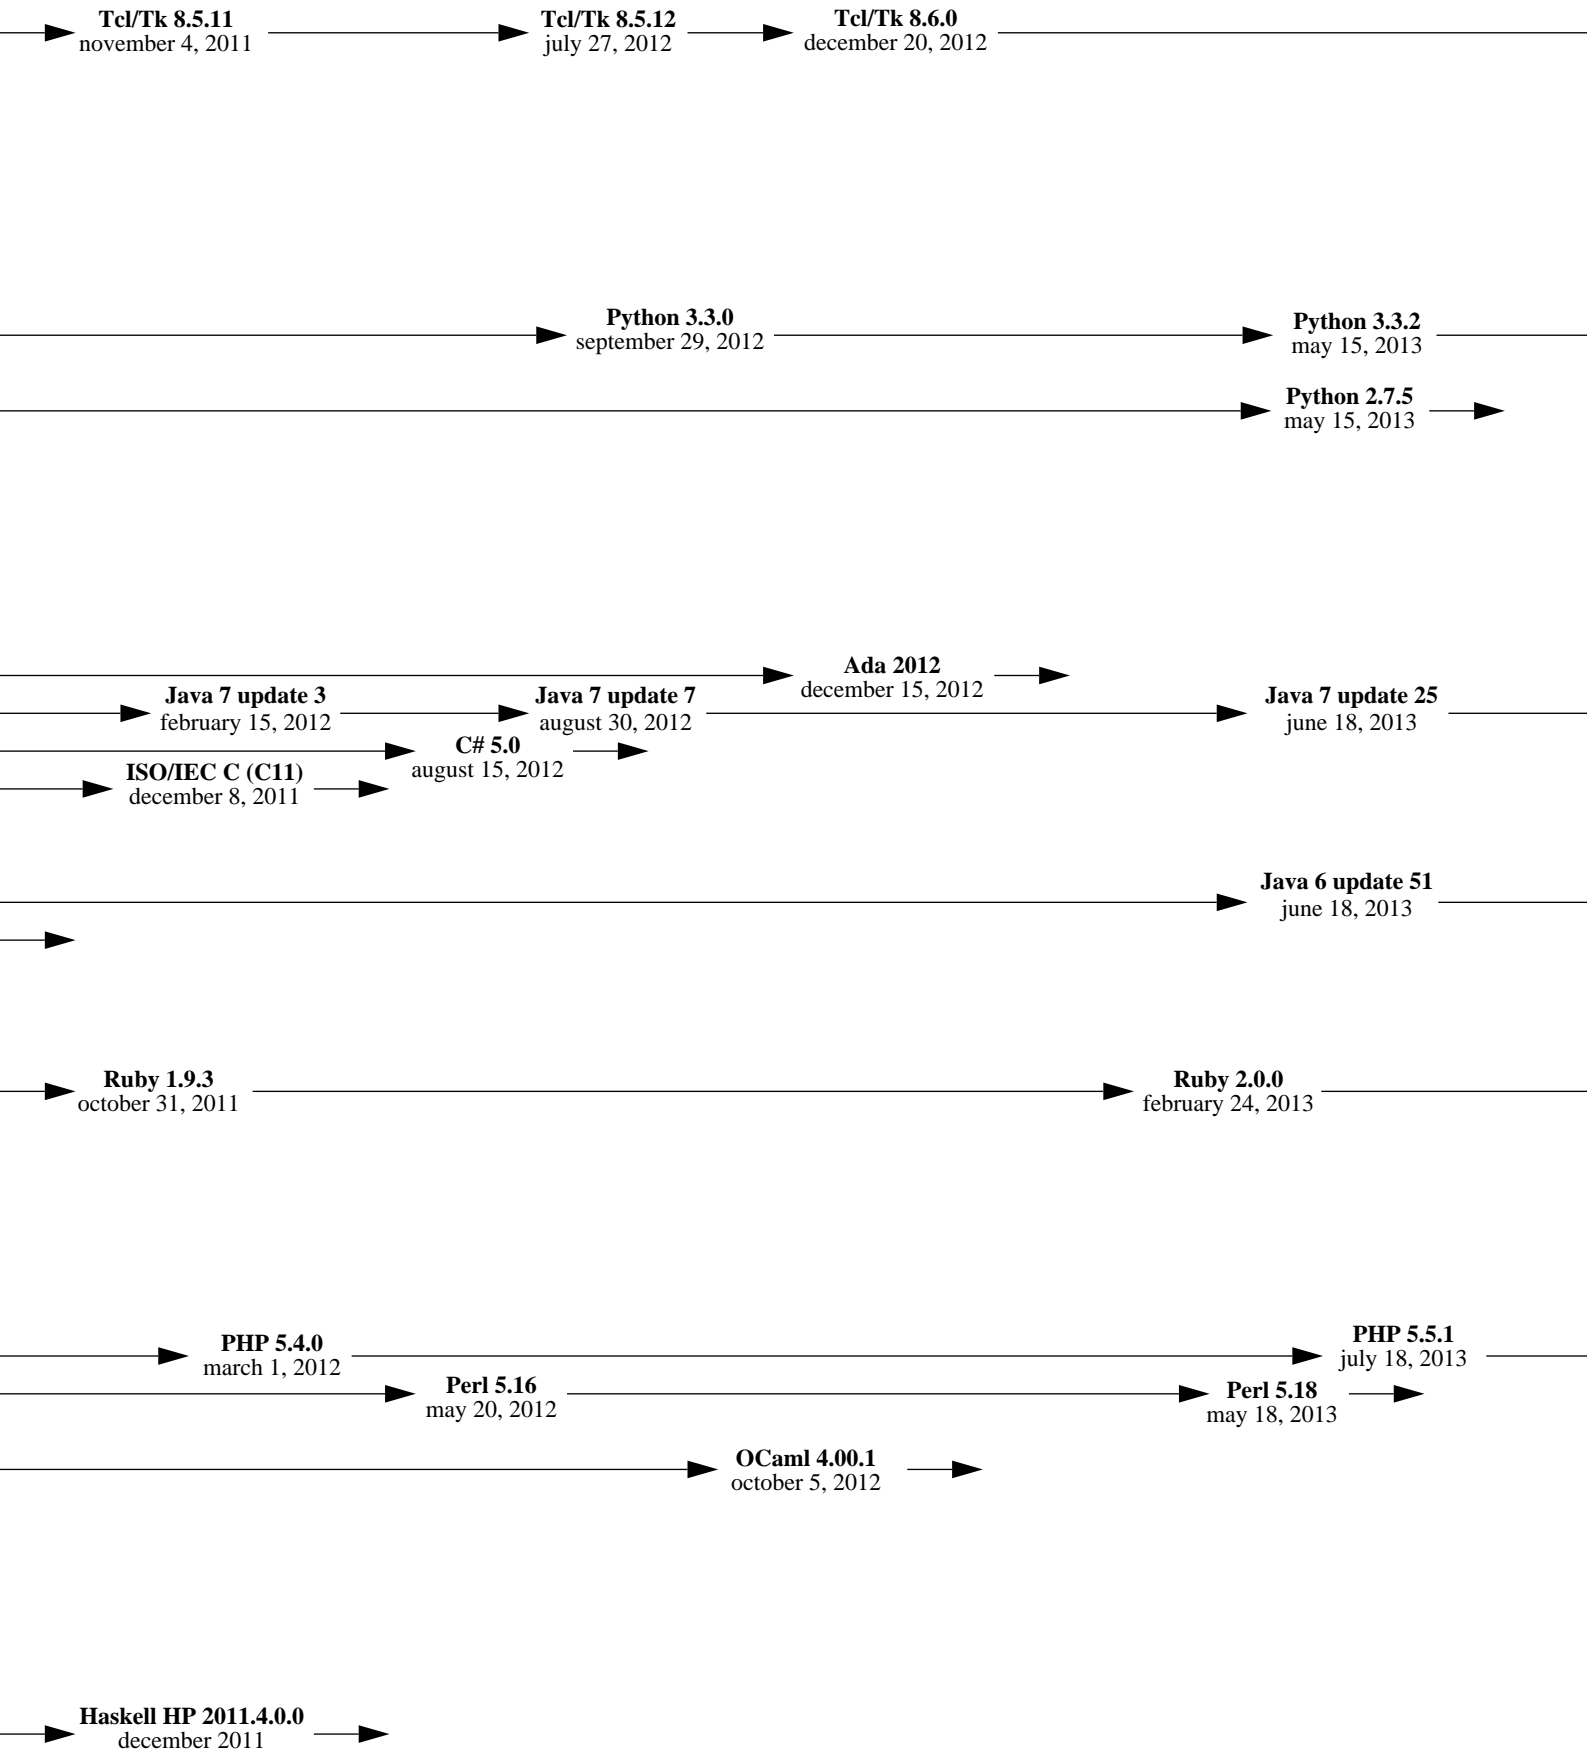 Tcl/Tk 8.5.11
november 4, 2011
Tcl/Tk 8.5.12
july 27, 2012
Tcl/Tk 8.6.0
december 20, 2012
Python 3.3.0
september 29, 2012
Python 3.3.2
may 15, 2013
Python 2.7.5
may 15, 2013
Ada 2012
december 15, 2012
Java 7 update 3
february 15, 2012
Java 7 update 7
august 30, 2012
Java 7 update 25
june 18, 2013
C# 5.0
august 15, 2012
ISO/IEC C (C11)
december 8, 2011
Java 6 update 51
june 18, 2013
Ruby 1.9.3
october 31, 2011
Ruby 2.0.0
february 24, 2013
PHP 5.4.0
march 1, 2012
PHP 5.5.1
july 18, 2013
Perl 5.16
may 20, 2012
Perl 5.18
may 18, 2013
OCaml 4.00.1
october 5, 2012
Haskell HP 2011.4.0.0
december 2011